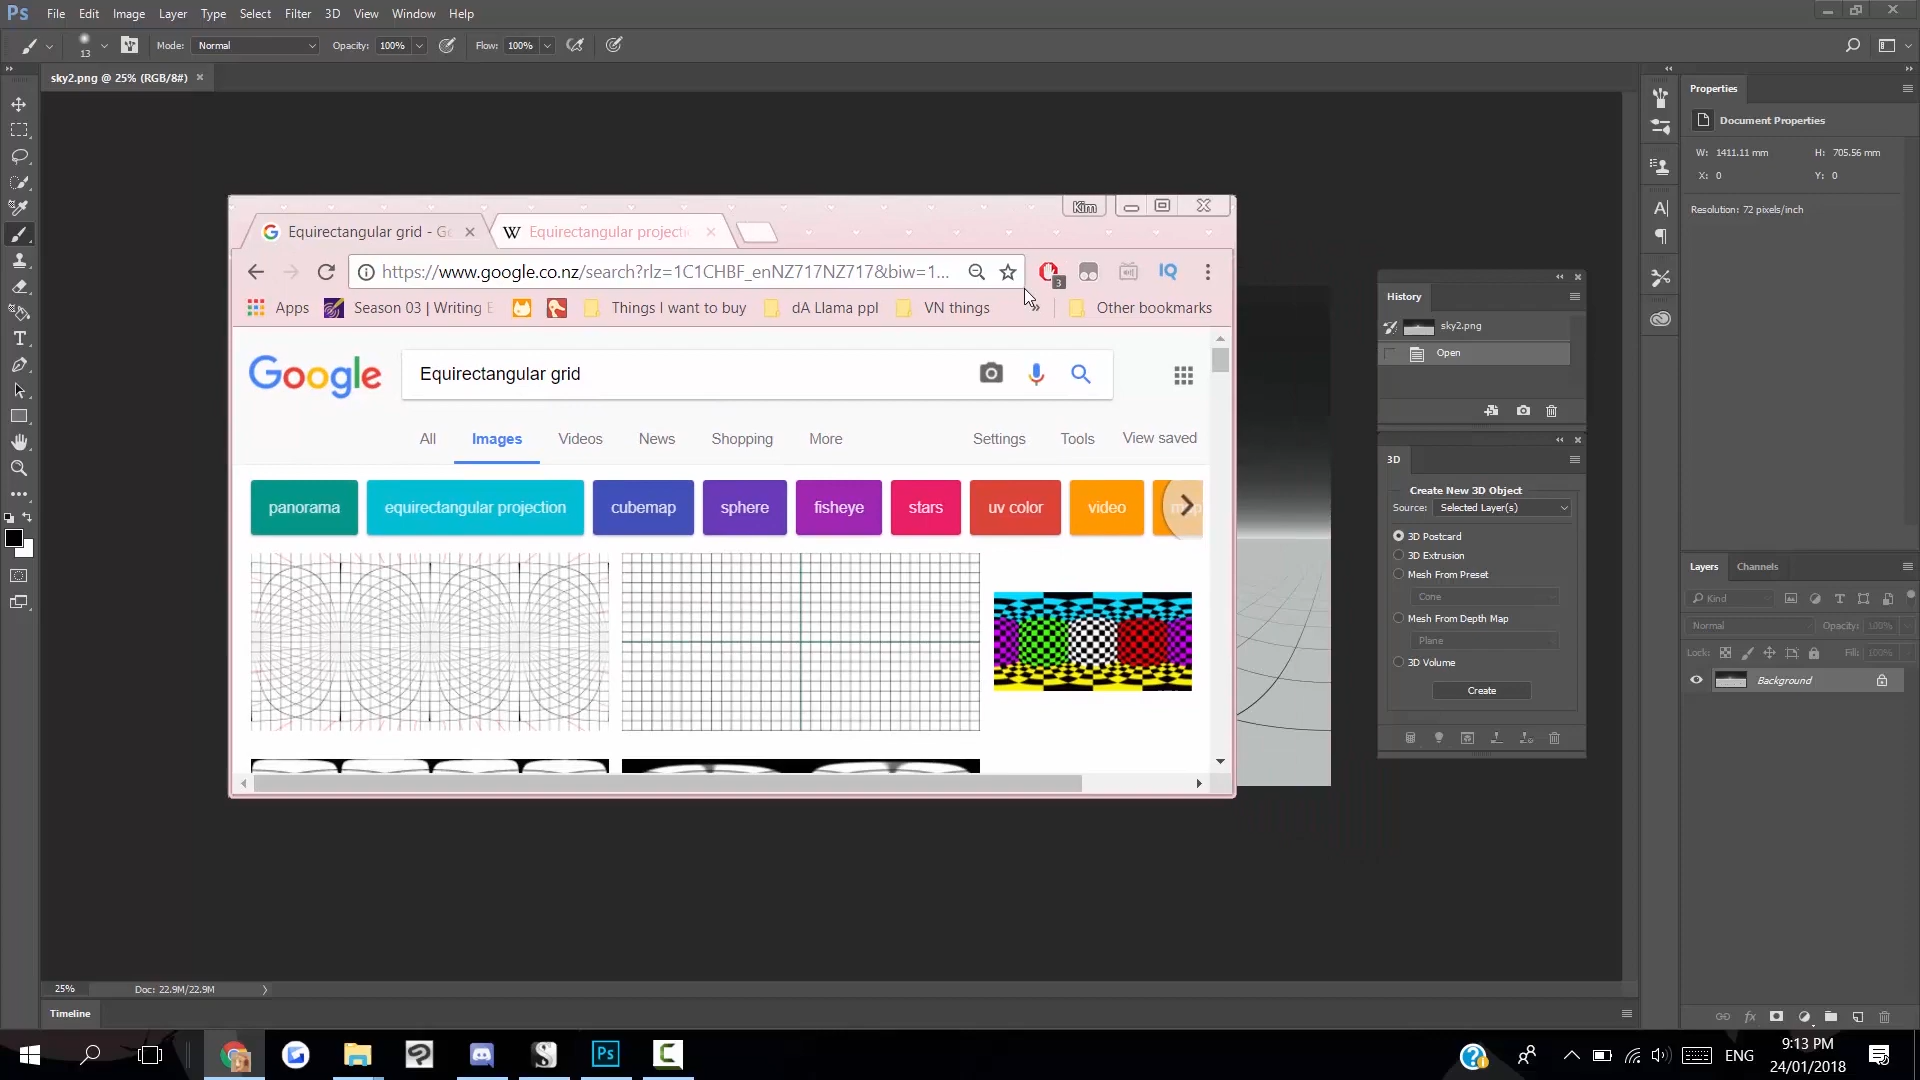 Ps File Edit Image Layer Type Select Filter 3D View Window Help
13 Mode: Normal Opacity: 100% Flow: 100%
sky2.png @ 25% (RGB/8#)
Properties
Document Properties
W: 1411.11 mm H: 705.56 mm
X: 0 Y: 0
Resolution: 72 pixels/inch
Kim
Equirectangular grid - Go
W Equirectangular projecti
https://www.google.co.nz/search?rlz=1C1CHBF_enNZ717NZ717&biw=1...
3
IQ
Apps Season 03 | Writing E Things I want to buy dA Llama ppl VN things » Other bookmarks
Google
Equirectangular grid
All Images Videos News Shopping More Settings Tools View saved
panorama equirectangular projection cubemap sphere fisheye stars uv color video
History
sky2.png
Open
3D
Create New 3D Object
Source: Selected Layer(s)
3D Postcard
3D Extrusion
Mesh From Preset
Cone
Mesh From Depth Map
Plane
3D Volume
Create
Layers Channels
Kind
Normal Opacity: 100%
Lock: Fill: 100%
Background
fx
25% Doc: 22.9M/22.9M
Timeline
Ps
ENG
9:13 PM
24/01/2018